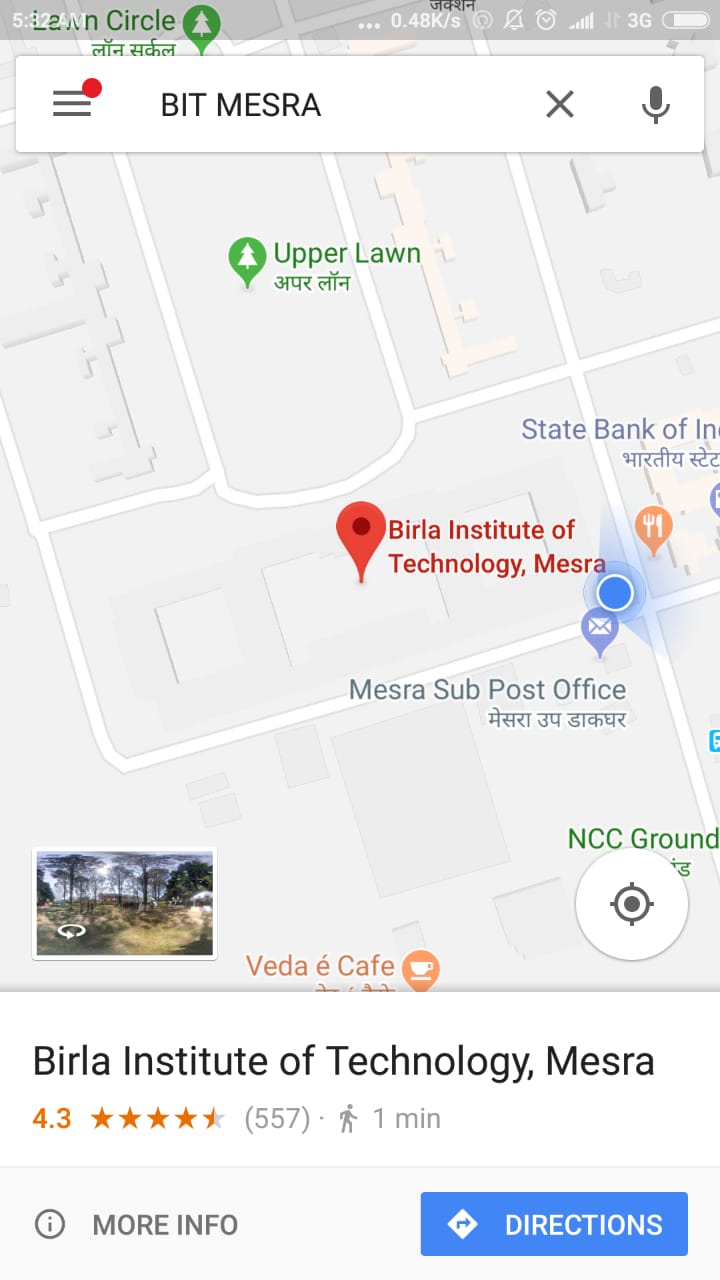 5:32 AM
... 0.48K/s 3G
जंक्शन
Lawn Circle
लॉन सर्कल
BIT MESRA
Upper Lawn
अपर लॉन
State Bank of In
भारतीय स्टेट
Birla Institute of
Technology, Mesra
Mesra Sub Post Office
मेसरा उप डाकघर
NCC Ground
Veda é Cafe
Birla Institute of Technology, Mesra
4.3 (557) · 1 min
MORE INFO
DIRECTIONS